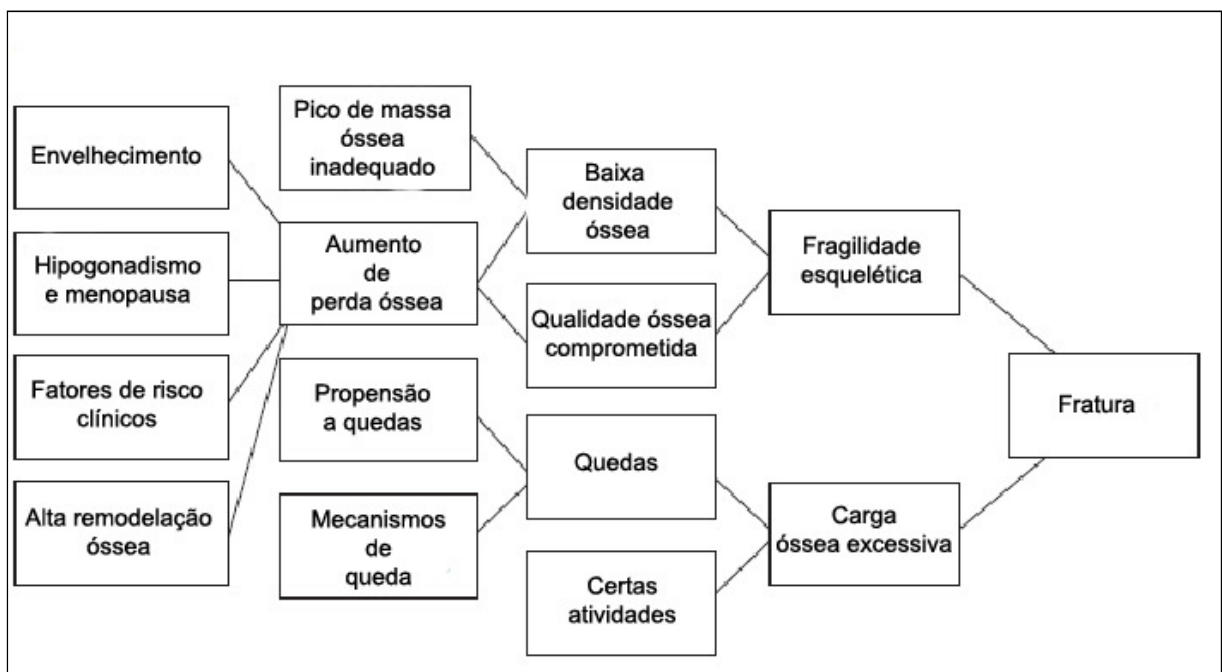 Envelhecimento
Hipogonadismo
e menopausa
Fatores de risco
clínicos
Alta remodelação
óssea
Pico de massa
óssea
inadequado
Aumento
de
perda óssea
Propensão
a quedas
Mecanismos
de
queda
Baixa
densidade
óssea
Qualidade óssea
comprometida
Quedas
Certas
atividades
Fragilidade
esquelética
Carga
óssea excessiva
Fratura